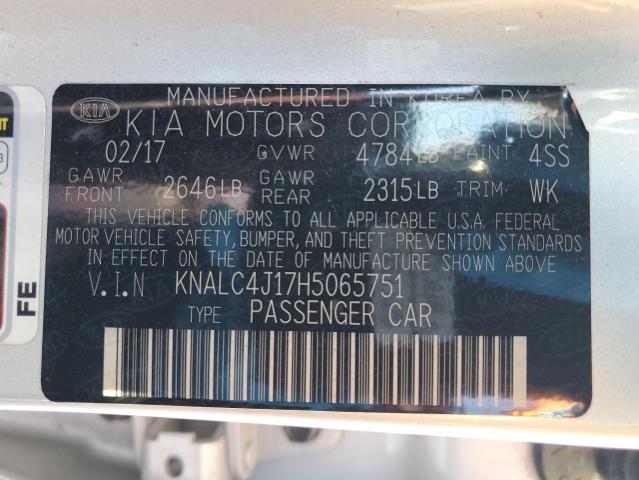 MANUFACTURED IN KOREA BY
KIA KIA MOTORS CORPORATION
02/17 GVWR 4784LB PAINT 4SS
GAWR FRONT 2646LB GAWR REAR 2315LB TRIM WK
THIS VEHICLE CONFORMS TO ALL APPLICABLE U.S.A. FEDERAL
MOTOR VEHICLE SAFETY, BUMPER, AND THEFT PREVENTION STANDARDS
IN EFFECT ON THE DATE OF MANUFACTURE SHOWN ABOVE
V.I.N KNALC4J17H5065751
TYPE PASSENGER CAR
FE